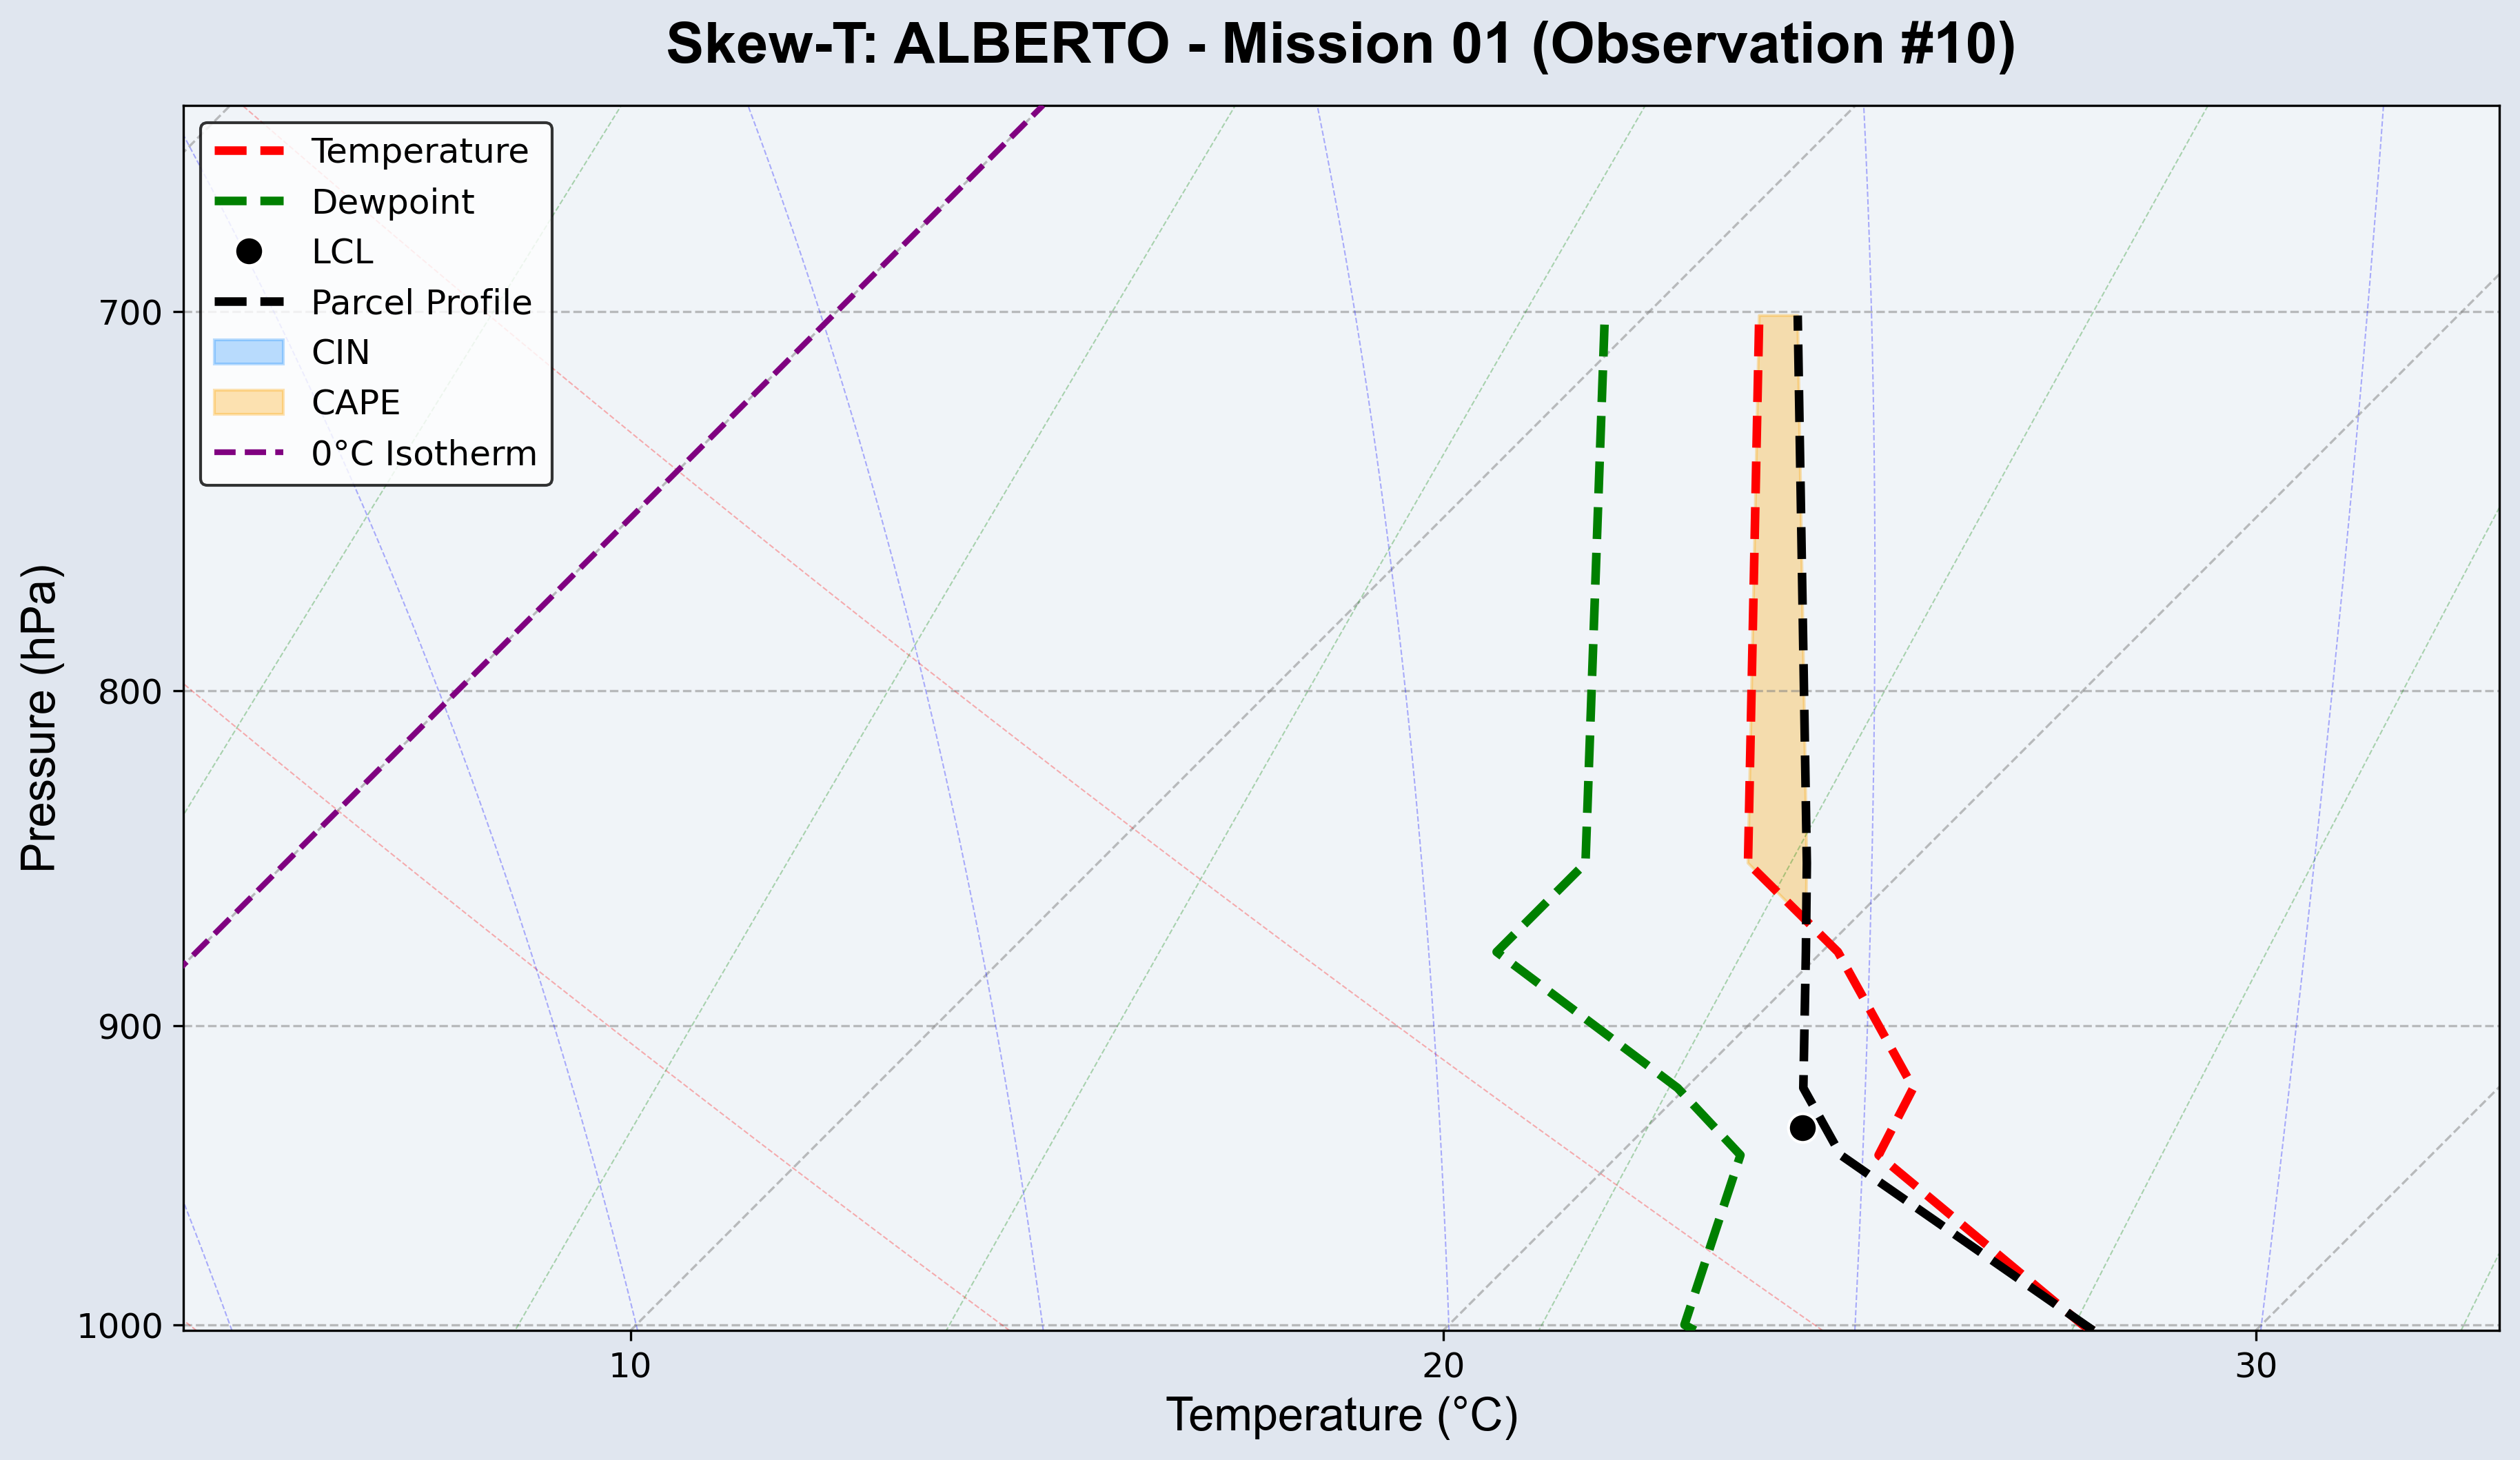 Skew-T: ALBERTO - Mission 01 (Observation #10)
Temperature
Dewpoint
LCL
Parcel Profile
CIN
CAPE
0°C Isotherm
Pressure (hPa)
700
800
900
1000
10
20
30
Temperature (°C)